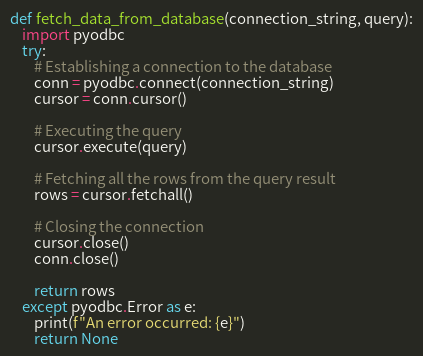 def fetch_data_from_database(connection_string, query):
    import pyodbc
    try:
        # Establishing a connection to the database
        conn = pyodbc.connect(connection_string)
        cursor = conn.cursor()

        # Executing the query
        cursor.execute(query)

        # Fetching all the rows from the query result
        rows = cursor.fetchall()

        # Closing the connection
        cursor.close()
        conn.close()

        return rows
    except pyodbc.Error as e:
        print(f"An error occurred: {e}")
        return None